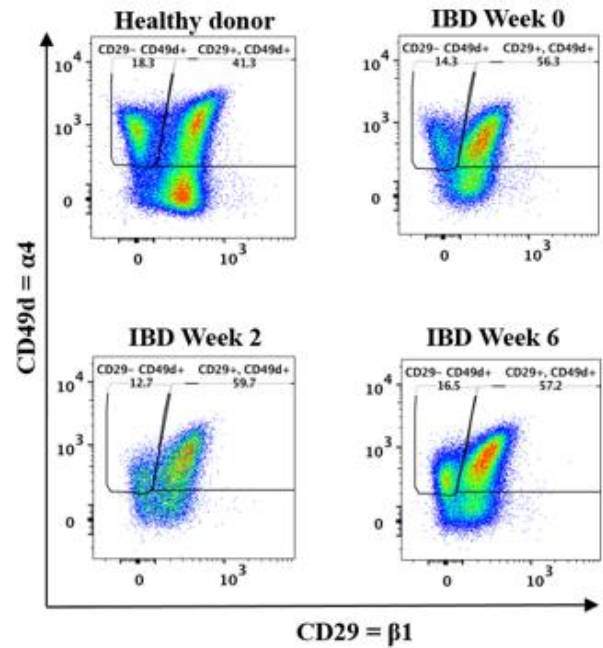 Healthy donor
CD29− CD49d+ CD29+, CD49d+
18.3 41.3
10⁴
10³
0
0 10³
IBD Week 0
CD29− CD49d+ CD29+, CD49d+
14.3 56.3
10⁴
10³
0
0 10³
IBD Week 2
CD29− CD49d+ CD29+, CD49d+
12.7 59.7
10⁴
10³
0
0 10³
IBD Week 6
CD29− CD49d+ CD29+, CD49d+
16.5 57.2
10⁴
10³
0
0 10³
CD49d = α4
CD29 = β1